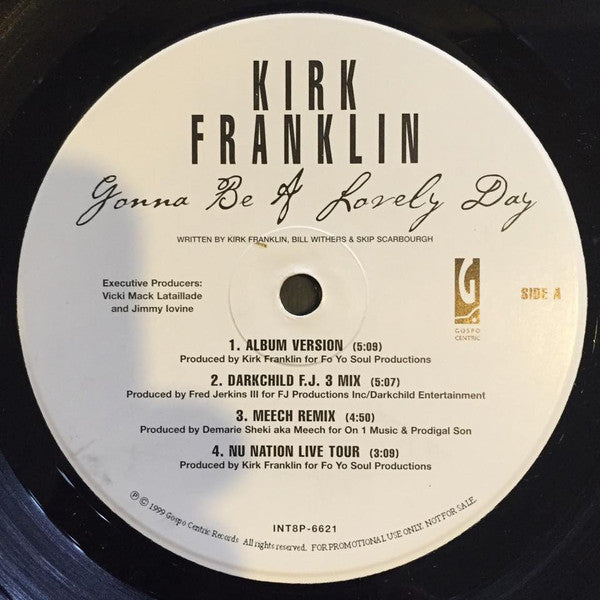 KIRK
FRANKLIN
Gonna Be A Lovely Day
WRITTEN BY KIRK FRANKLIN, BILL WITHERS & SKIP SCARBOURGH
Executive Producers:
Vicki Mack Lataillade
and Jimmy Iovine
G
GOSPO
CENTRIC
SIDE A
1. ALBUM VERSION (5:09)
Produced by Kirk Franklin for Fo Yo Soul Productions
2. DARKCHILD F.J. 3 MIX (5:07)
Produced by Fred Jerkins III for FJ Productions Inc/Darkchild Entertainment
3. MEECH REMIX (4:50)
Produced by Demarie Sheki aka Meech for On 1 Music & Prodigal Son
4. NU NATION LIVE TOUR (3:09)
Produced by Kirk Franklin for Fo Yo Soul Productions
INT8P-6621
℗ © 1999 Gospo Centric Records All rights reserved. FOR PROMOTIONAL USE ONLY. NOT FOR SALE.